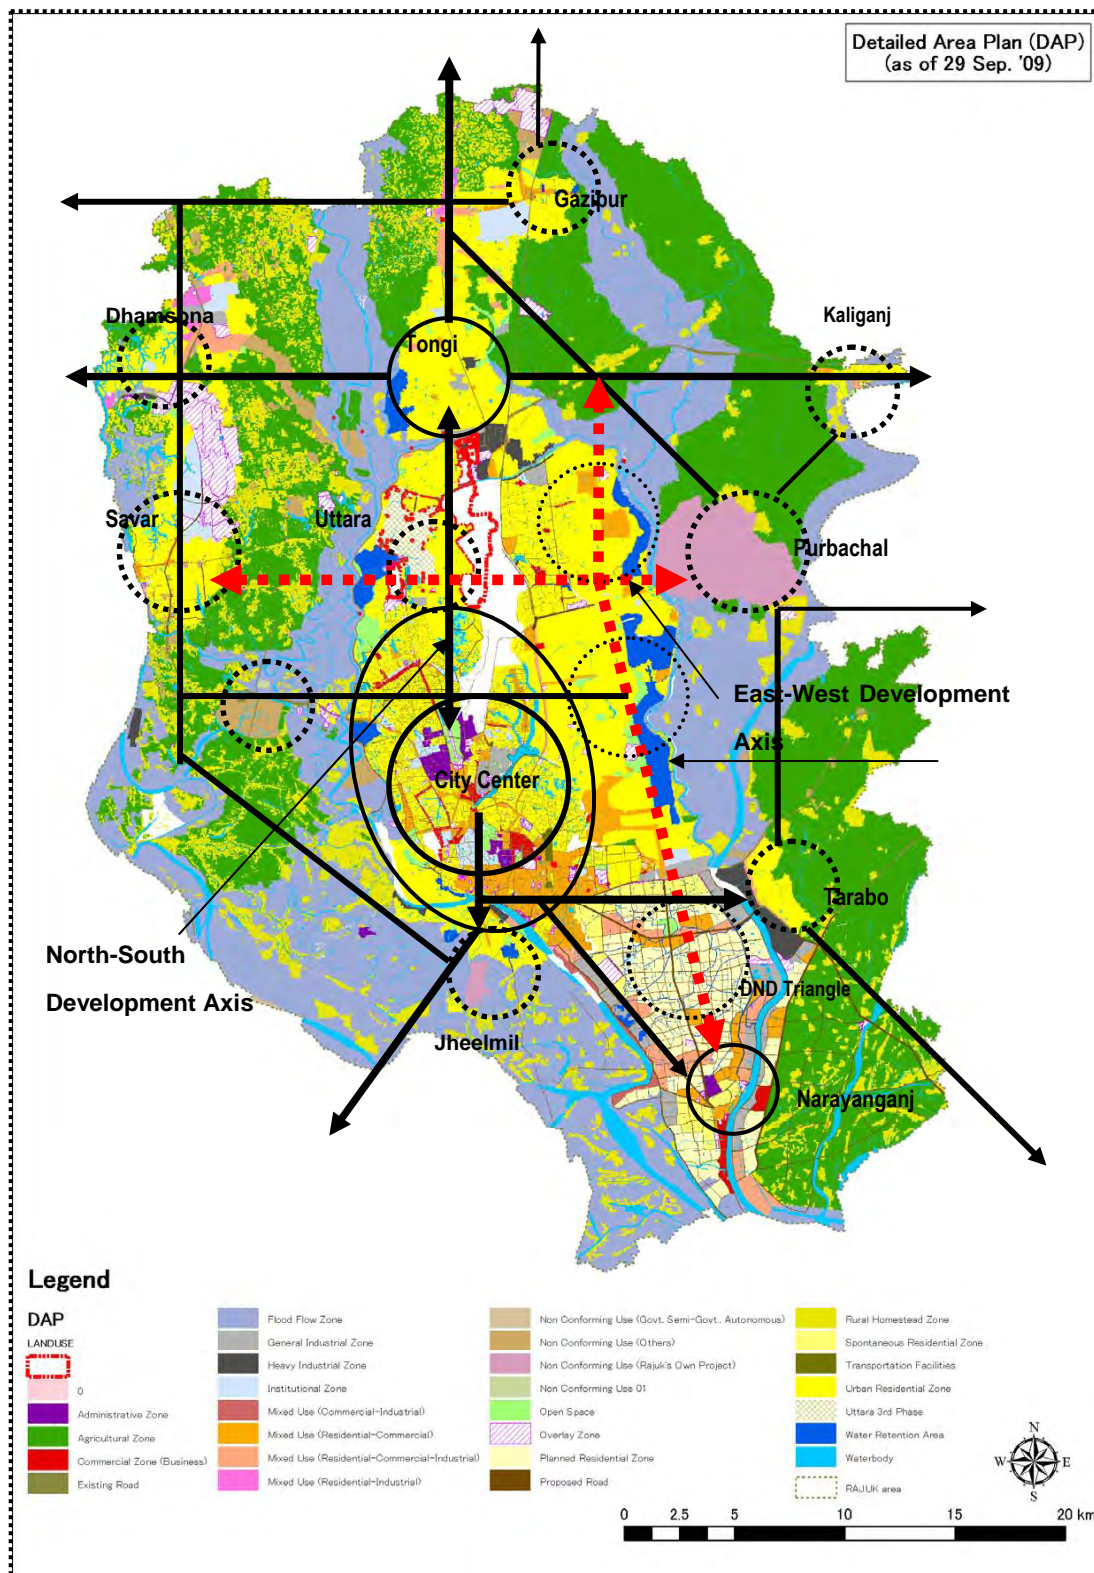 Detailed Area Plan (DAP)
(as of 29 Sep. '09)
Gazipur
Dhamsona
Tongi
Kaliganj
Savar
Uttara
Purbachal
East-West Development
Axis
City Center
Tarabo
North-South
Development Axis
DND Triangle
Jheelmil
Narayanganj
Legend
DAP
LANDUSE
0
Administrative Zone
Agricultural Zone
Commercial Zone (Business)
Existing Road
Flood Flow Zone
General Industrial Zone
Heavy Industrial Zone
Institutional Zone
Mixed Use (Commercial-Industrial)
Mixed Use (Residential-Commercial)
Mixed Use (Residential-Commercial-Industrial)
Mixed Use (Residential-Industrial)
Non Conforming Use (Govt. Semi-Govt., Autonomous)
Non Conforming Use (Others)
Non Conforming Use (Rajuk's Own Project)
Non Conforming Use 01
Open Space
Overlay Zone
Planned Residential Zone
Proposed Road
Rural Homestead Zone
Spontaneous Residential Zone
Transportation Facilities
Urban Residential Zone
Uttara 3rd Phase
Water Retention Area
Waterbody
RAJUK area
N
W E
S
0 2.5 5 10 15 20 km